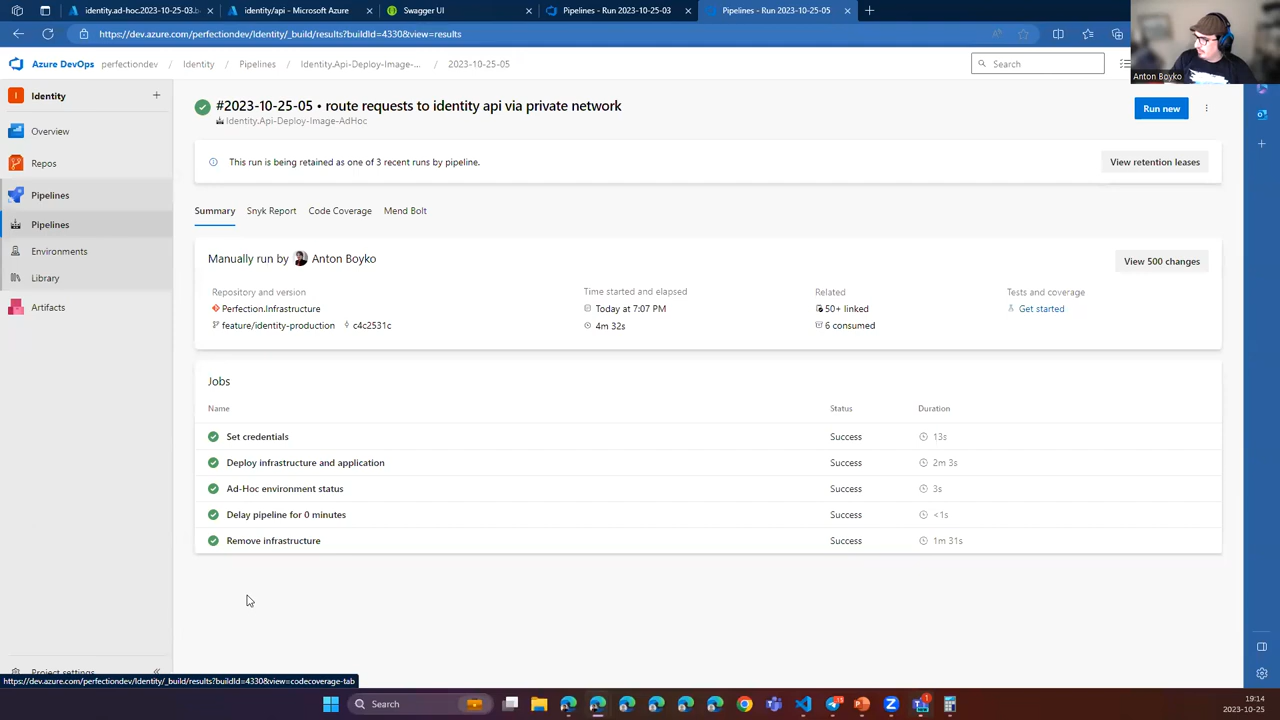 identity.ad-hoc.2023-10-03.b
identity/api - Microsoft Azure
Swagger UI
Pipelines - Run 2023-10-25-03
Pipelines - Run 2023-10-25-05
https://dev.azure.com/perfectiondev/Identity/_build/results?buildId=4330&view=results
Azure DevOps
perfectiondev / Identity / Pipelines / Identity.Api-Deploy-Image-... / 2023-10-25-05
Search
Anton Boyko
Identity
Overview
Repos
Pipelines
Pipelines
Environments
Library
Artifacts
Project settings
#2023-10-25-05 • route requests to identity api via private network
Identity.Api-Deploy-Image-AdHoc
Run new
This run is being retained as one of 3 recent runs by pipeline.
View retention leases
Summary
Snyk Report
Code Coverage
Mend Bolt
Manually run by Anton Boyko
View 500 changes
Repository and version
Perfection.Infrastructure
feature/identity-production
c4c2531c
Time started and elapsed
Today at 7:07 PM
4m 32s
Related
50+ linked
6 consumed
Tests and coverage
Get started
Jobs
Name Status Duration
Set credentials Success 13s
Deploy infrastructure and application Success 2m 3s
Ad-Hoc environment status Success 3s
Delay pipeline for 0 minutes Success <1s
Remove infrastructure Success 1m 31s
https://dev.azure.com/perfectiondev/Identity/_build/results?buildId=4330&view=codecoverage-tab
Search
19:14
2023-10-25